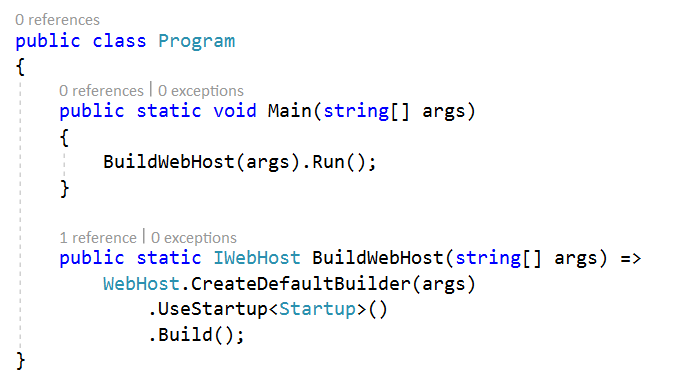 0 references
public class Program
{
0 references | 0 exceptions
public static void Main(string[] args)
{
BuildWebHost(args).Run();
}
1 reference | 0 exceptions
public static IWebHost BuildWebHost(string[] args) =>
WebHost.CreateDefaultBuilder(args)
.UseStartup<Startup>()
.Build();
}